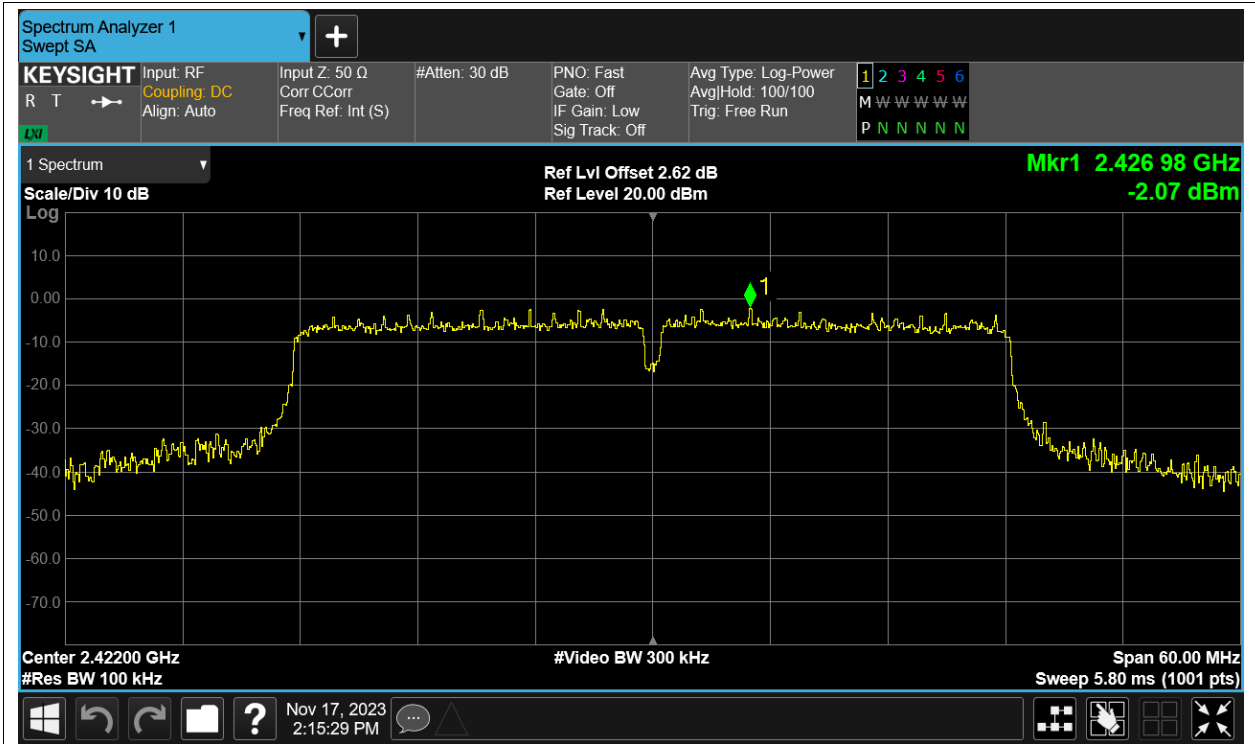 Spectrum Analyzer 1
Swept SA
KEYSIGHT
R T
LXI
Input: RF
Coupling: DC
Align: Auto
Input Z: 50 Ω
Corr CCorr
Freq Ref: Int (S)
#Atten: 30 dB
PNO: Fast
Gate: Off
IF Gain: Low
Sig Track: Off
Avg Type: Log-Power
Avg|Hold: 100/100
Trig: Free Run
1 2 3 4 5 6
M W W W W W
P N N N N N
1 Spectrum
Scale/Div 10 dB
Log
Ref Lvl Offset 2.62 dB
Ref Level 20.00 dBm
Mkr1 2.426 98 GHz
-2.07 dBm
10.0
0.00
-10.0
-20.0
-30.0
-40.0
-50.0
-60.0
-70.0
1
Center 2.42200 GHz
#Res BW 100 kHz
#Video BW 300 kHz
Span 60.00 MHz
Sweep 5.80 ms (1001 pts)
?
Nov 17, 2023
2:15:29 PM